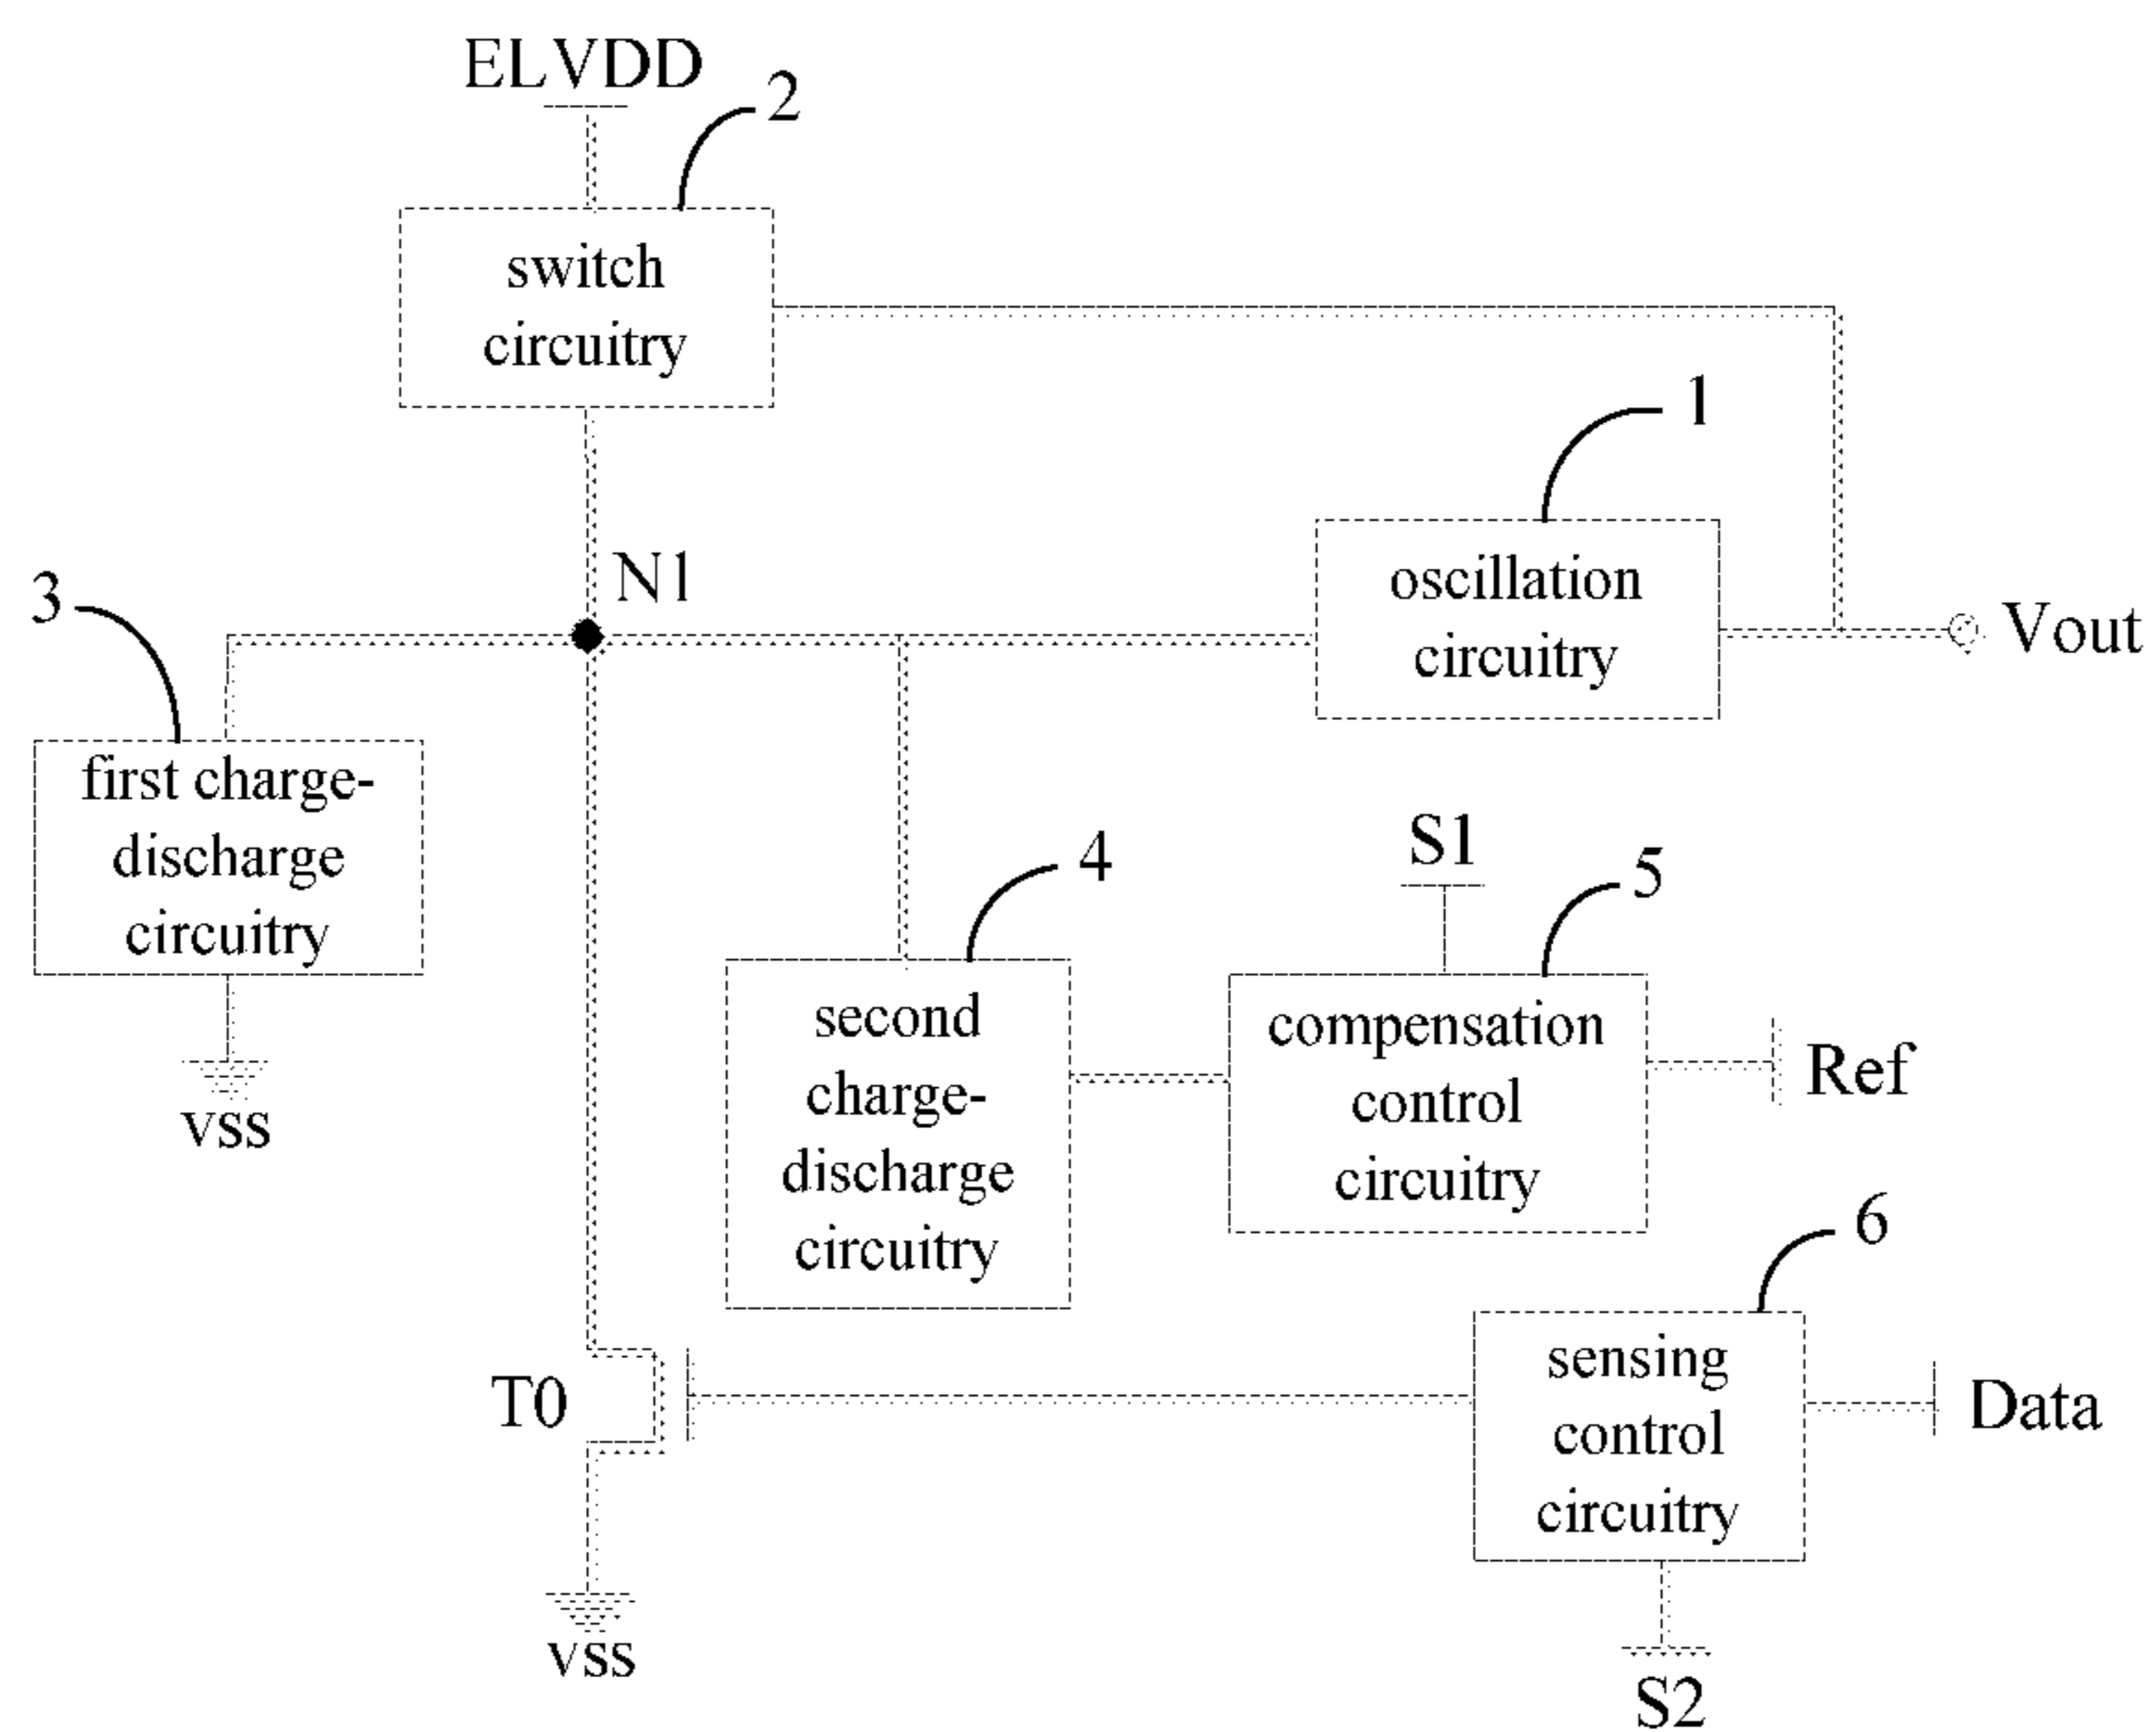 ELVDD
2
switch
circuitry
1
N1
oscillation
circuitry
Vout
3
first charge-
discharge
circuitry
vss
4
second
charge-
discharge
circuitry
S1
5
compensation
control
circuitry
Ref
6
sensing
control
circuitry
Data
T0
vss
S2